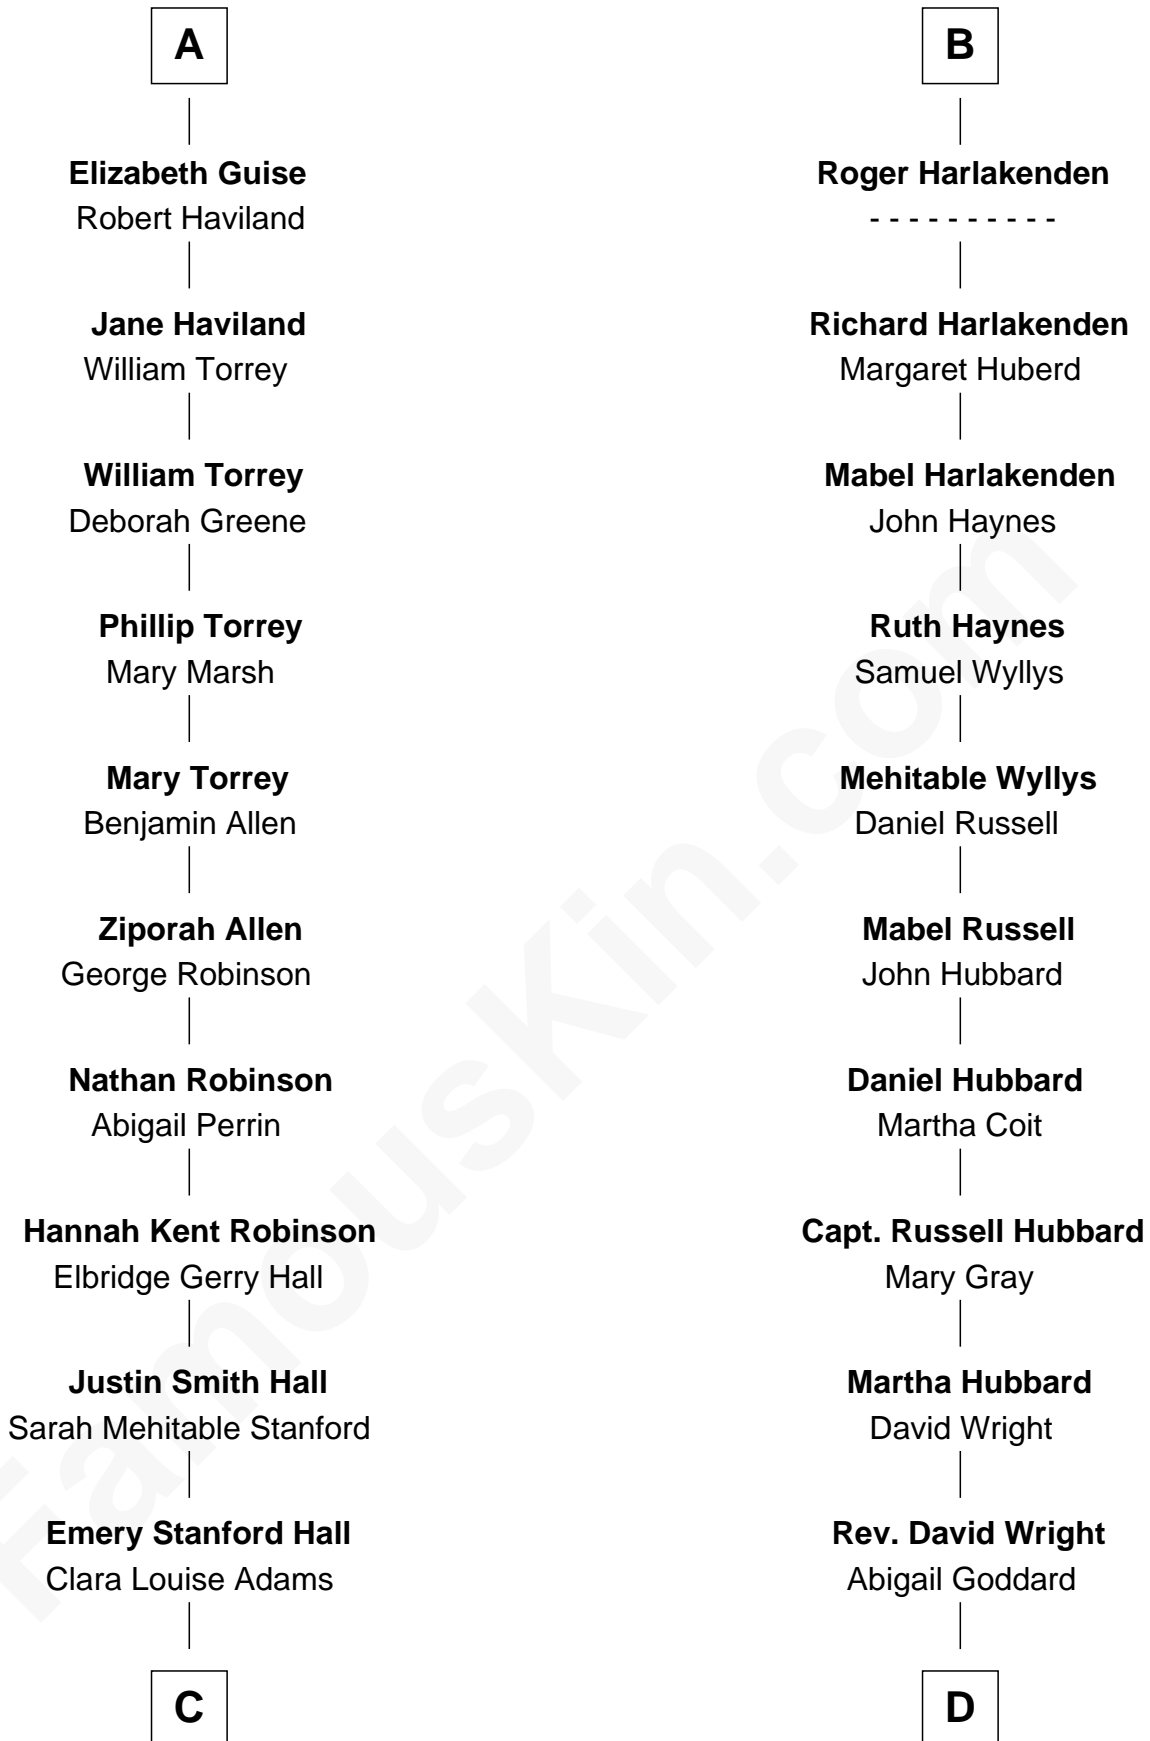 A
Elizabeth Guise
Robert Haviland
Jane Haviland
William Torrey
William Torrey
Deborah Greene
Phillip Torrey
Mary Marsh
Mary Torrey
Benjamin Allen
Ziporah Allen
George Robinson
Nathan Robinson
Abigail Perrin
Hannah Kent Robinson
Elbridge Gerry Hall
Justin Smith Hall
Sarah Mehitable Stanford
Emery Stanford Hall
Clara Louise Adams
C
B
Roger Harlakenden
- - - - - - - - - -
Richard Harlakenden
Margaret Huberd
Mabel Harlakenden
John Haynes
Ruth Haynes
Samuel Wyllys
Mehitable Wyllys
Daniel Russell
Mabel Russell
John Hubbard
Daniel Hubbard
Martha Coit
Capt. Russell Hubbard
Mary Gray
Martha Hubbard
David Wright
Rev. David Wright
Abigail Goddard
D
FamousKin.com